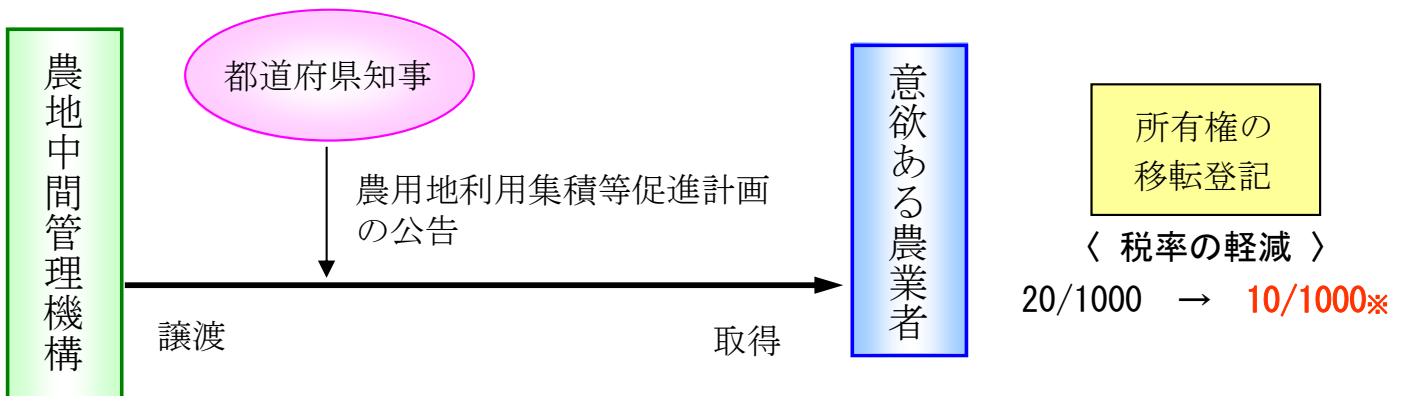 農地中間管理機構
都道府県知事
農用地利用集積等促進計画
の公告
譲渡
取得
意欲ある農業者
所有権の
移転登記
〈 税率の軽減 〉
20/1000 → 10/1000※